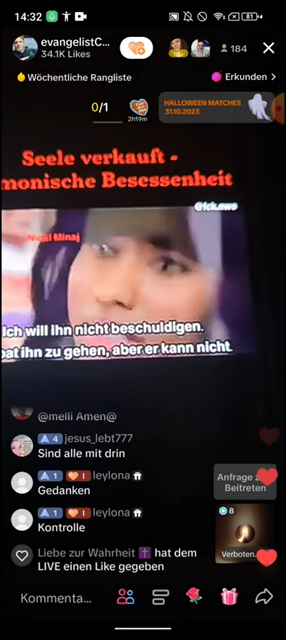 14:32
81
evangelistC...
34.1K Likes
184
Wöchentliche Rangliste
Erkunden >
0/1
2h19m
HALLOWEEN MATCHES
31.10.2023
Seele verkauft -
monische Besessenheit
Nicki Minaj
Ich will ihn nicht beschuldigen.
bat ihn zu gehen, aber er kann nicht.
@melli Amen@
4 jesus_lebt777
Sind alle mit drin
1 1 leylona
Gedanken
1 1 leylona
Kontrolle
Anfrage z
Beitreten
8
Verboten.
Liebe zur Wahrheit hat dem
LIVE einen Like gegeben
Kommenta...